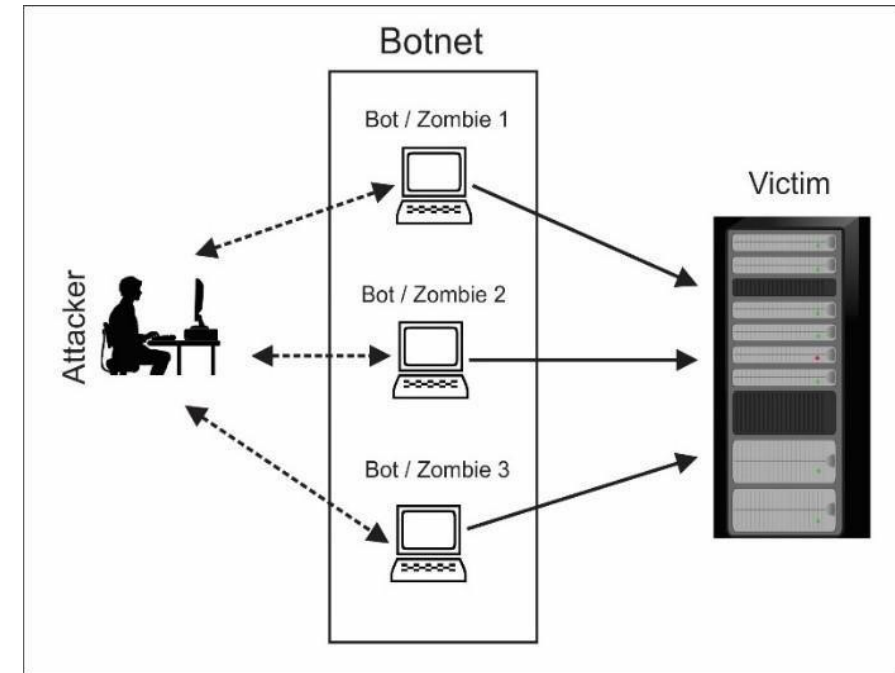 Botnet
Bot / Zombie 1
Victim
Bot / Zombie 2
Attacker
Bot / Zombie 3